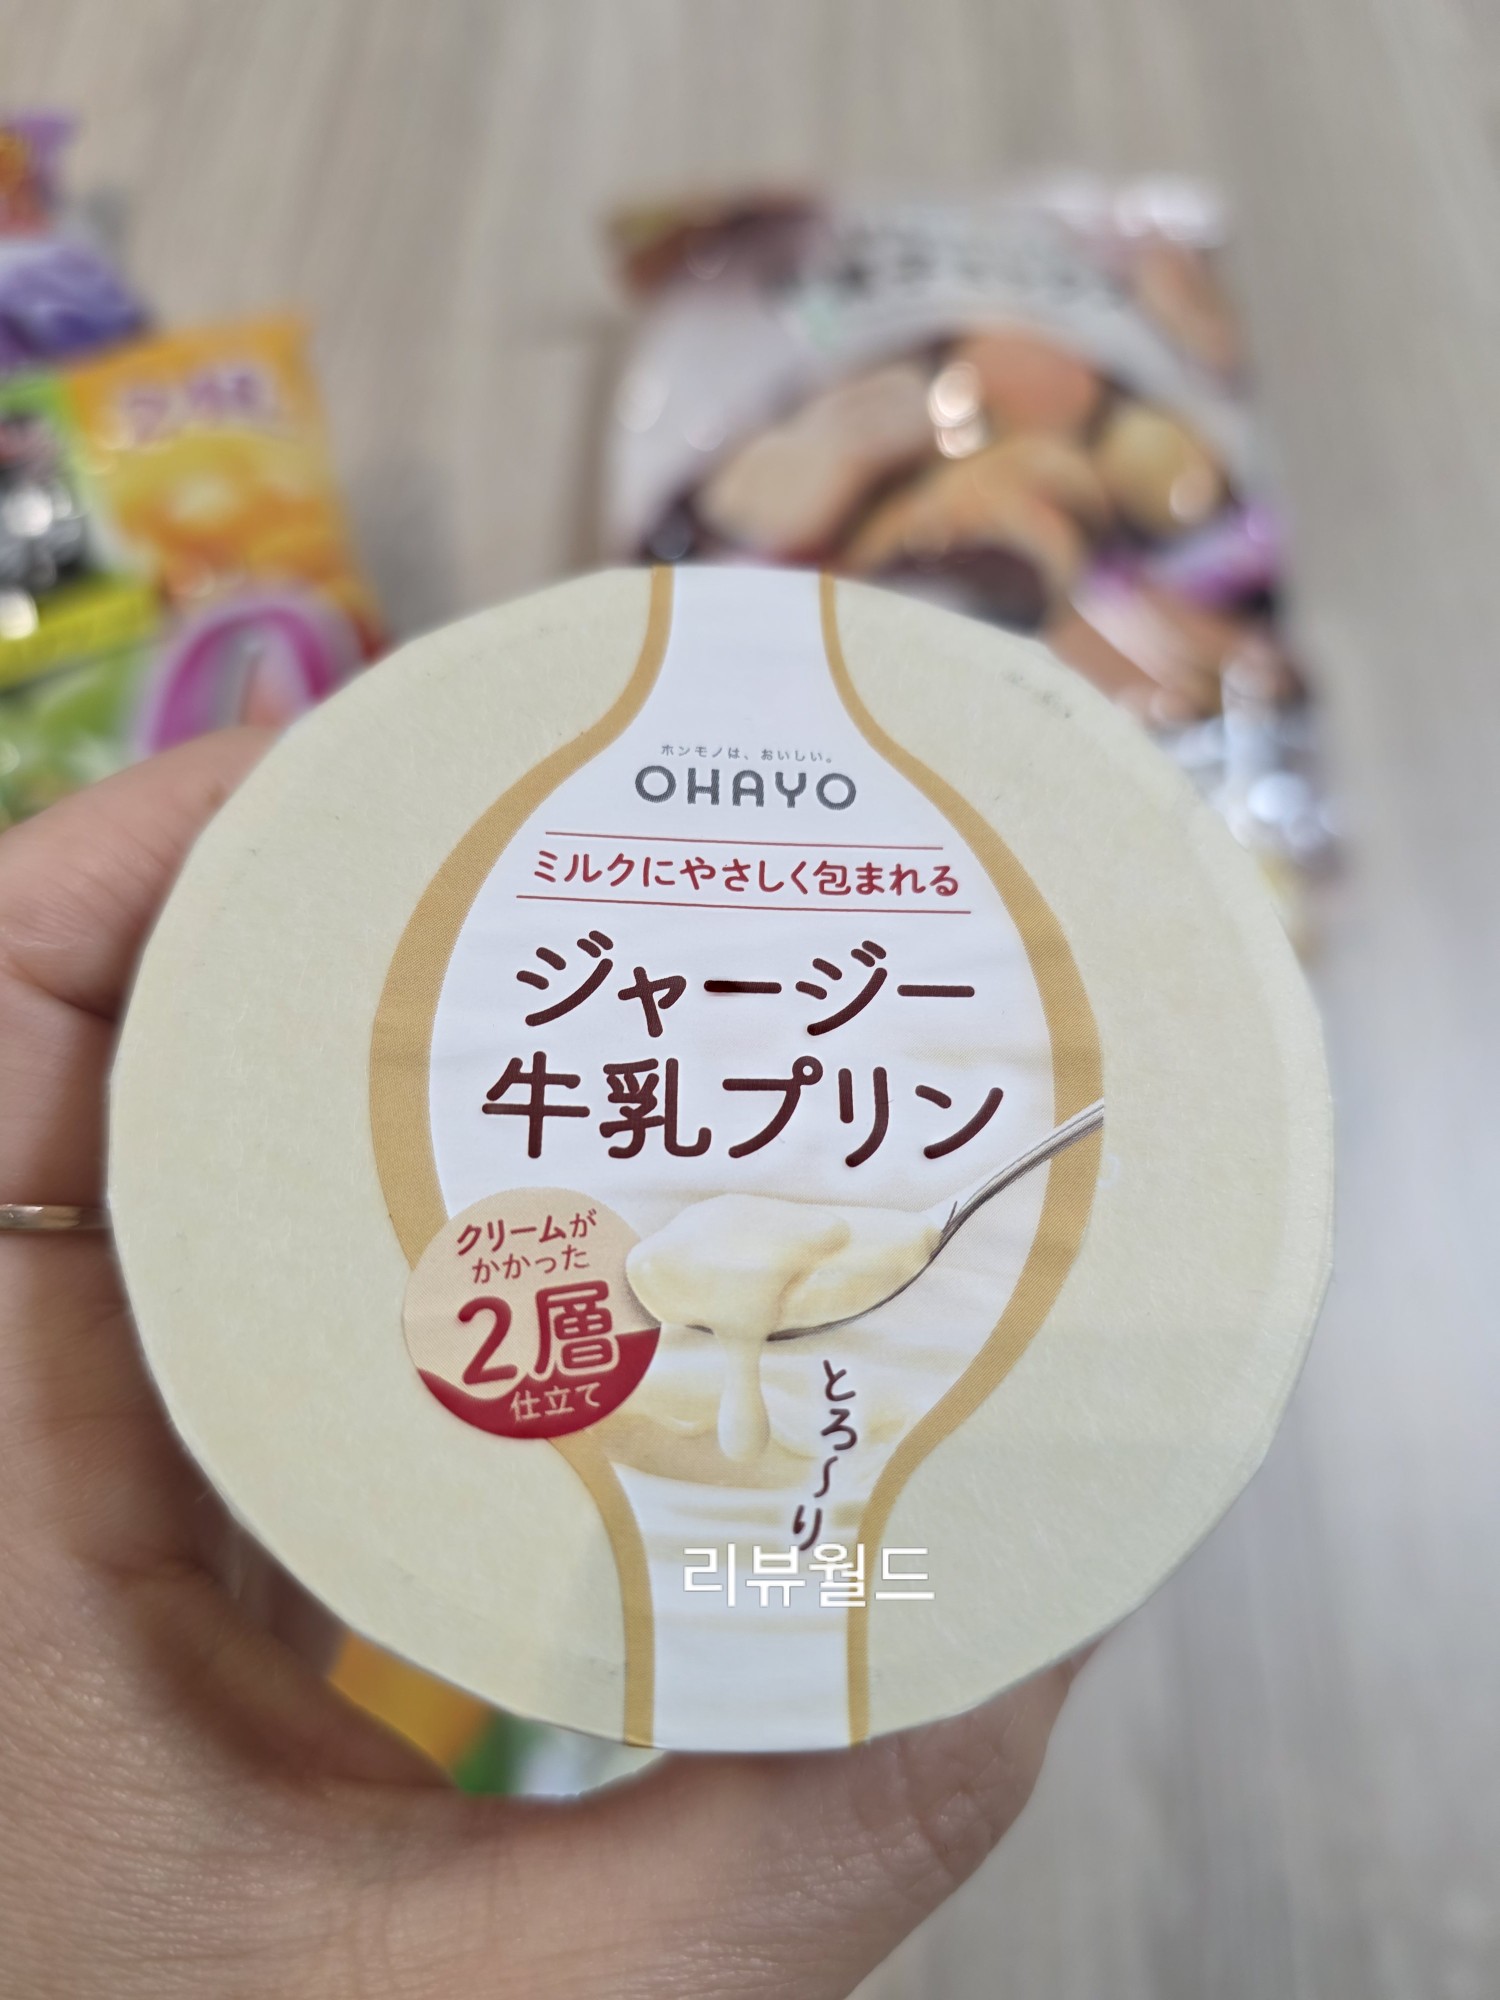 ホンモノは、おいしい。
OHAYO
ミルクにやさしく包まれる
ジャージー
牛乳プリン
クリームが
かかった
2層
仕立て
とろ〜り
리뷰월드